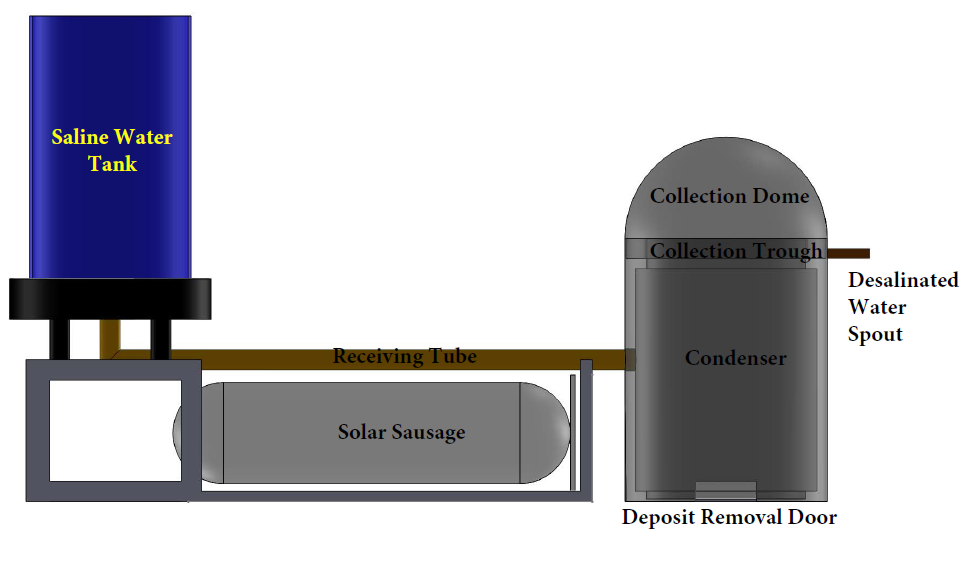 Saline Water
Tank
Collection Dome
Collection Trough
Desalinated
Water
Spout
Receiving Tube
Condenser
Solar Sausage
Deposit Removal Door